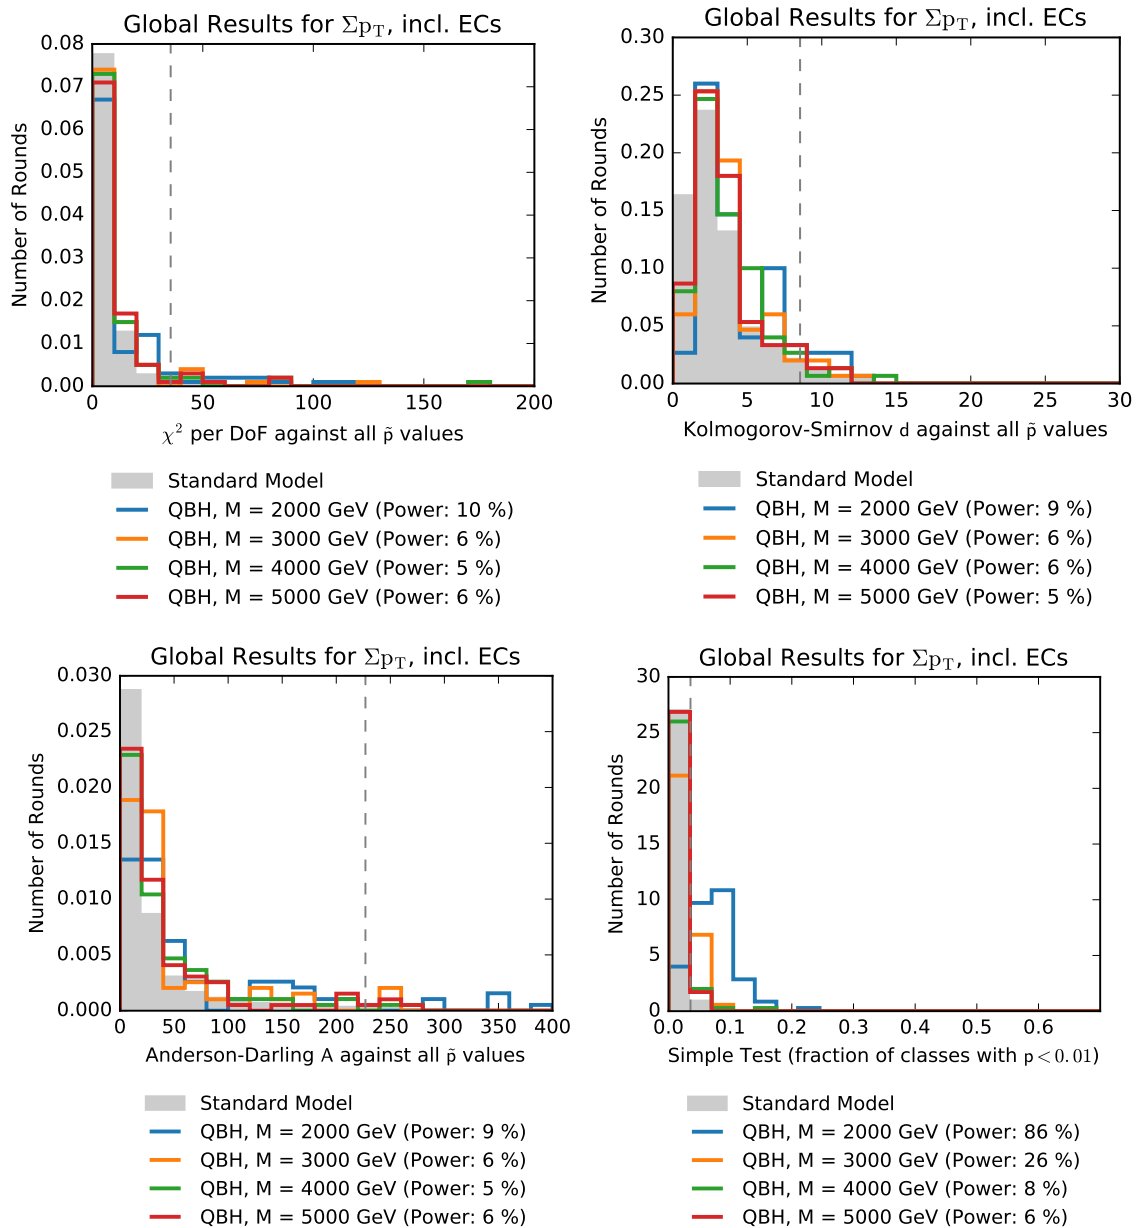 Global Results for Σp_T, incl. ECs
Number of Rounds
0.08
0.07
0.06
0.05
0.04
0.03
0.02
0.01
0.00
0 50 100 150 200
χ² per DoF against all p̃ values
Standard Model
QBH, M = 2000 GeV (Power: 10 %)
QBH, M = 3000 GeV (Power: 6 %)
QBH, M = 4000 GeV (Power: 5 %)
QBH, M = 5000 GeV (Power: 6 %)
Global Results for Σp_T, incl. ECs
Number of Rounds
0.30
0.25
0.20
0.15
0.10
0.05
0.00
0 5 10 15 20 25 30
Kolmogorov-Smirnov d against all p̃ values
Standard Model
QBH, M = 2000 GeV (Power: 9 %)
QBH, M = 3000 GeV (Power: 6 %)
QBH, M = 4000 GeV (Power: 6 %)
QBH, M = 5000 GeV (Power: 5 %)
Global Results for Σp_T, incl. ECs
Number of Rounds
0.030
0.025
0.020
0.015
0.010
0.005
0.000
0 50 100 150 200 250 300 350 400
Anderson-Darling A against all p̃ values
Standard Model
QBH, M = 2000 GeV (Power: 9 %)
QBH, M = 3000 GeV (Power: 6 %)
QBH, M = 4000 GeV (Power: 5 %)
QBH, M = 5000 GeV (Power: 6 %)
Global Results for Σp_T, incl. ECs
Number of Rounds
30
25
20
15
10
5
0
0.0 0.1 0.2 0.3 0.4 0.5 0.6
Simple Test (fraction of classes with p < 0.01)
Standard Model
QBH, M = 2000 GeV (Power: 86 %)
QBH, M = 3000 GeV (Power: 26 %)
QBH, M = 4000 GeV (Power: 8 %)
QBH, M = 5000 GeV (Power: 6 %)